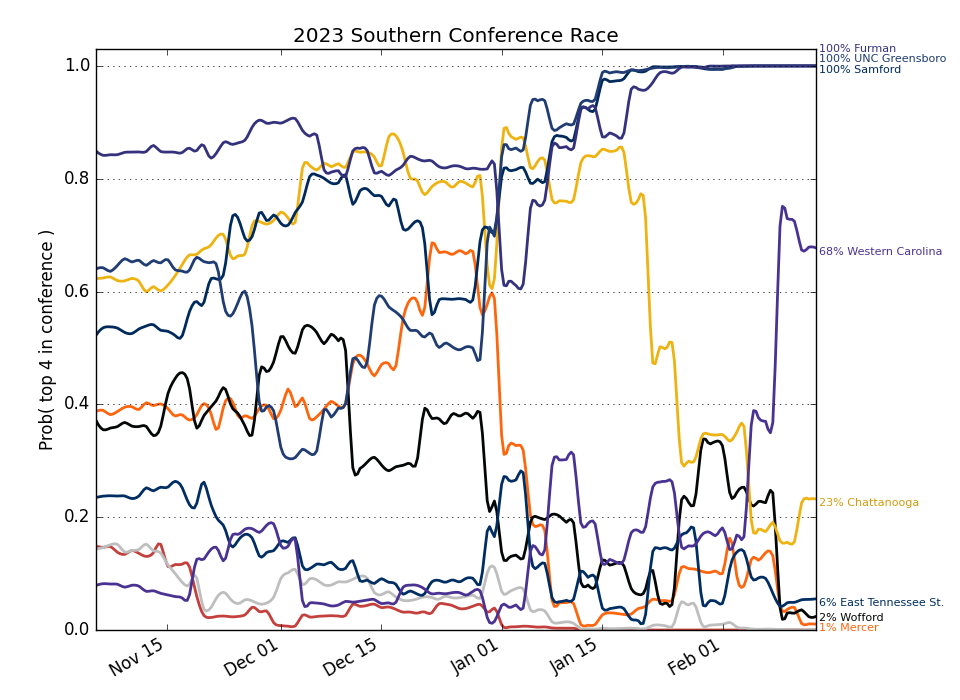 2023 Southern Conference Race
Prob( top 4 in conference )
1.0
0.8
0.6
0.4
0.2
0.0
Nov 15
Dec 01
Dec 15
Jan 01
Jan 15
Feb 01
100% Furman
100% UNC Greensboro
100% Samford
68% Western Carolina
23% Chattanooga
6% East Tennessee St.
2% Wofford
1% Mercer